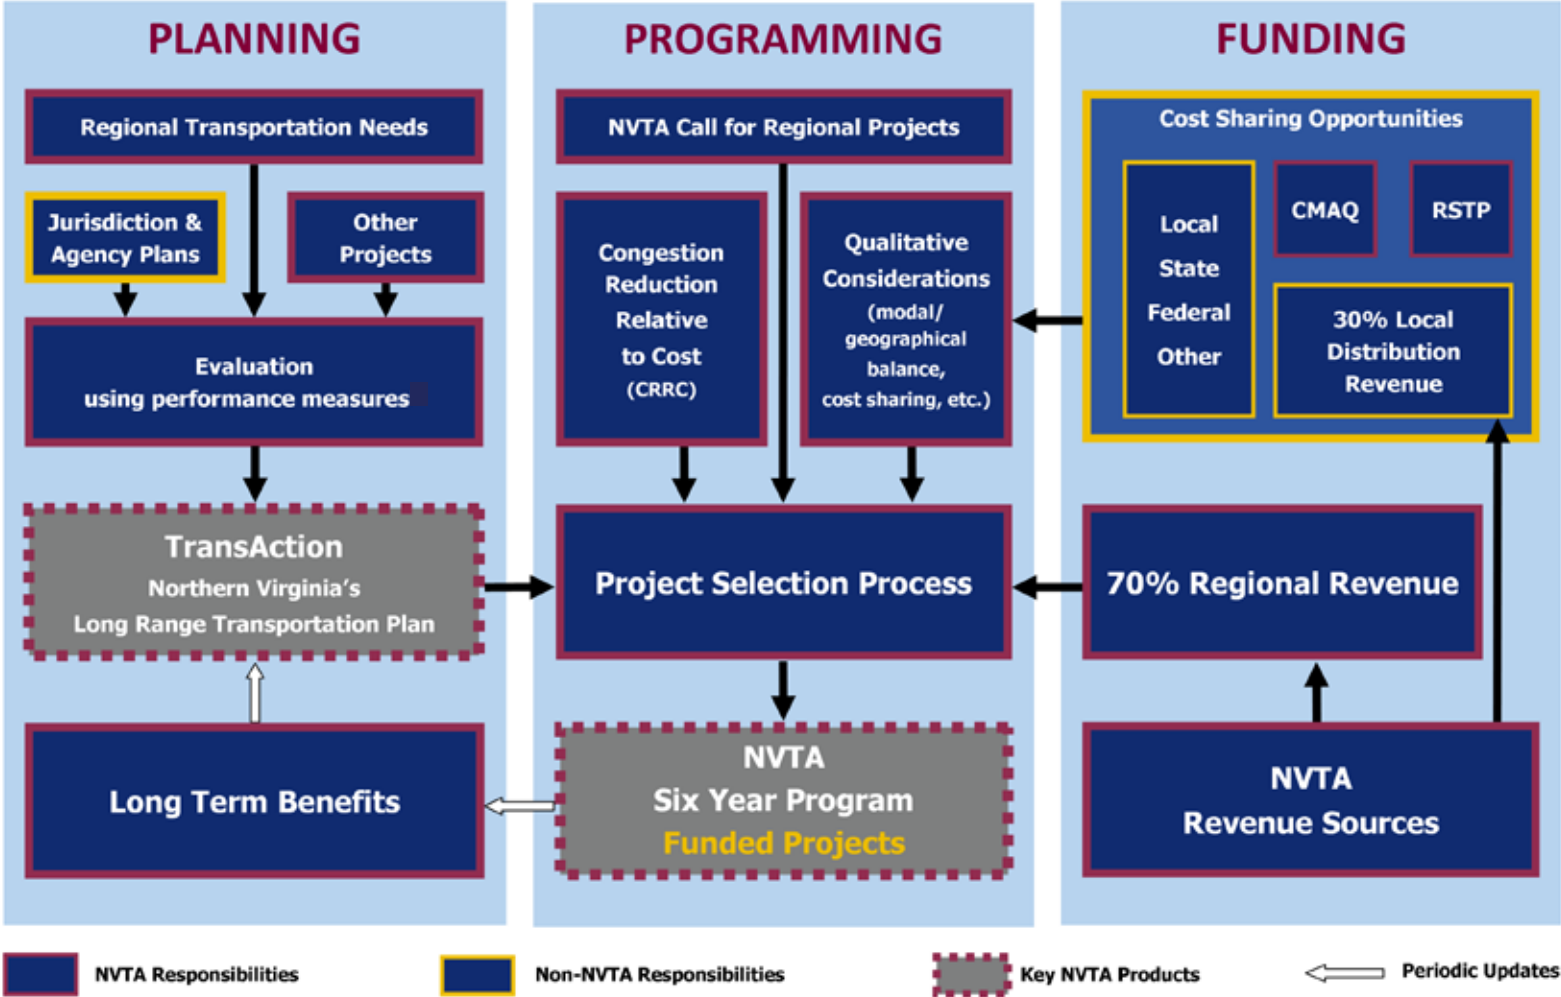 PLANNING
Regional Transportation Needs
Jurisdiction &
Agency Plans
Other
Projects
Evaluation
using performance measures
TransAction
Northern Virginia's
Long Range Transportation Plan
Long Term Benefits
PROGRAMMING
NVTA Call for Regional Projects
Congestion
Reduction
Relative
to Cost
(CRRC)
Qualitative
Considerations
(modal/
geographical
balance,
cost sharing, etc.)
Project Selection Process
NVTA
Six Year Program
Funded Projects
FUNDING
Cost Sharing Opportunities
Local
State
Federal
Other
CMAQ
RSTP
30% Local
Distribution
Revenue
70% Regional Revenue
NVTA
Revenue Sources
NVTA Responsibilities
Non-NVTA Responsibilities
Key NVTA Products
Periodic Updates